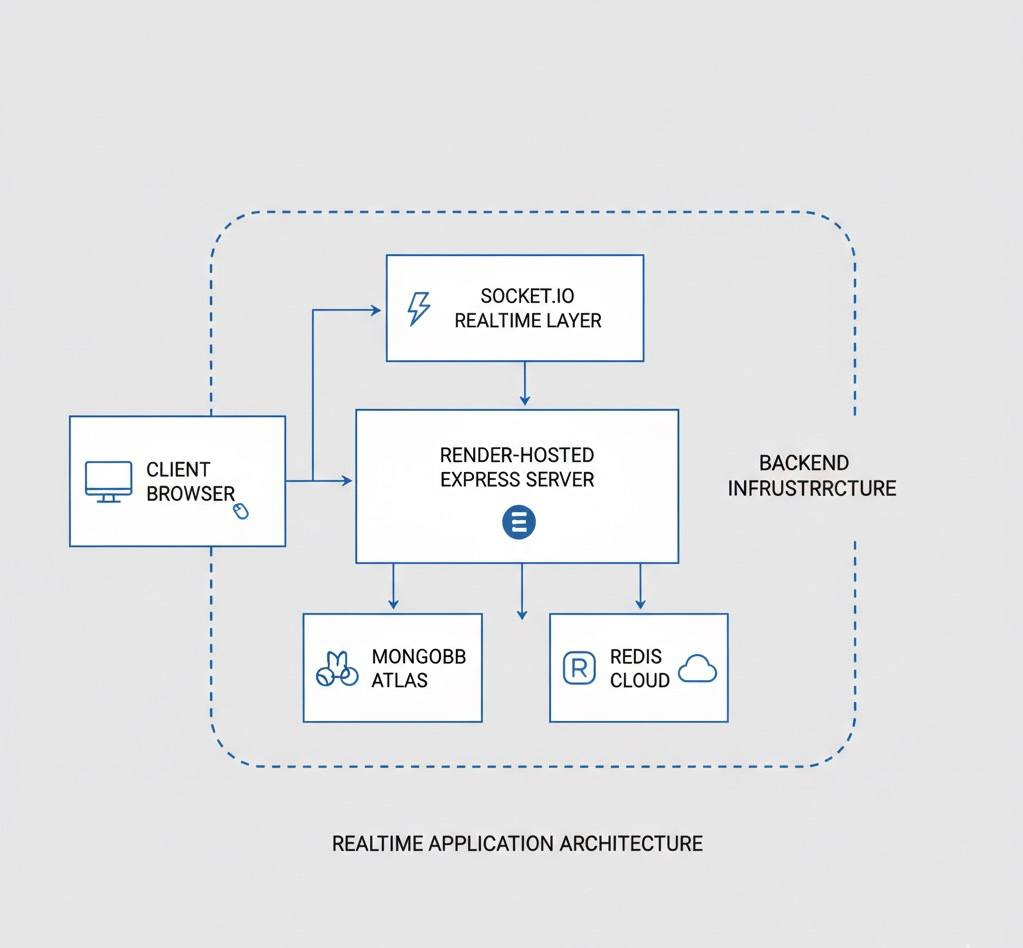 SOCKET.IO
REALTIME LAYER
CLIENT
BROWSER
RENDER-HOSTED
EXPRESS SERVER
BACKEND
INFRUSTRRCTURE
MONGOBB
ATLAS
R
REDIS
CLOUD
REALTIME APPLICATION ARCHITECTURE